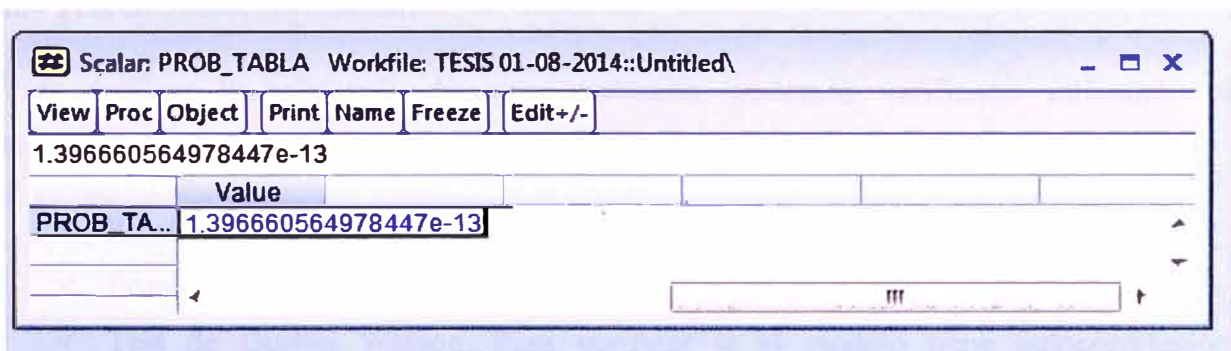 Scalar: PROB_TABLA Workfile: TESIS 01-08-2014::Untitled\
View Proc Object Print Name Freeze Edit+/-
1.396660564978447e-13
Value
PROB_TA... 1.396660564978447e-13